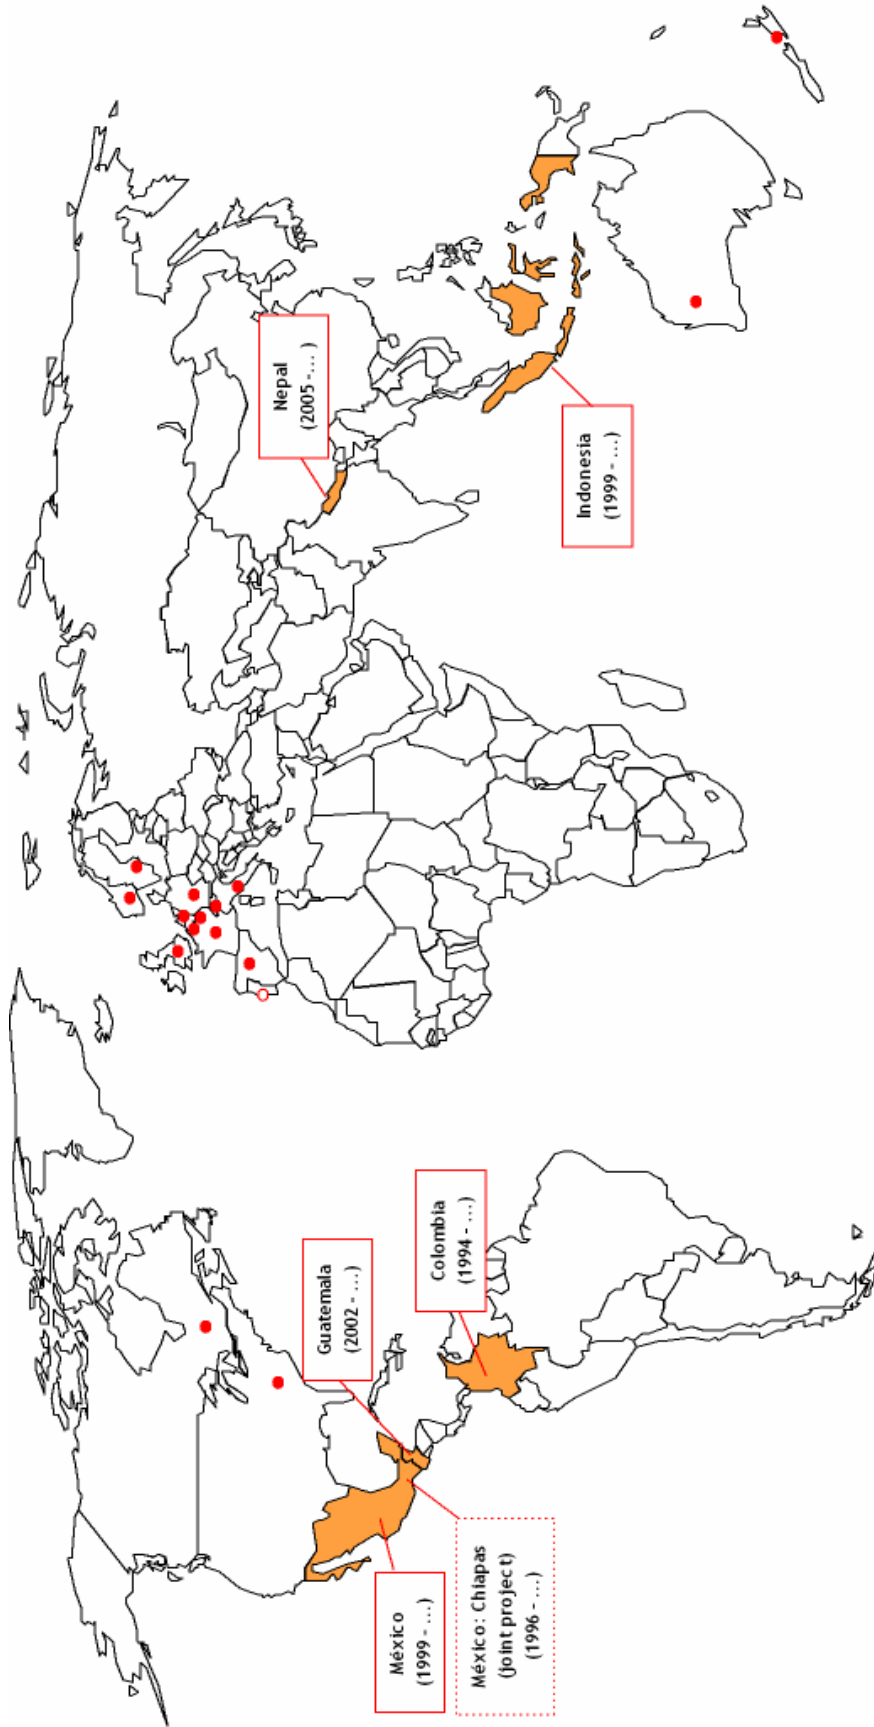 México
(1999 - ...)
México: Chiapas
(joint project)
(1996 - ...)
Guatemala
(2002 - ...)
Colombia
(1994 - ...)
Nepal
(2005 -...)
Indonesia
(1999 - ...)